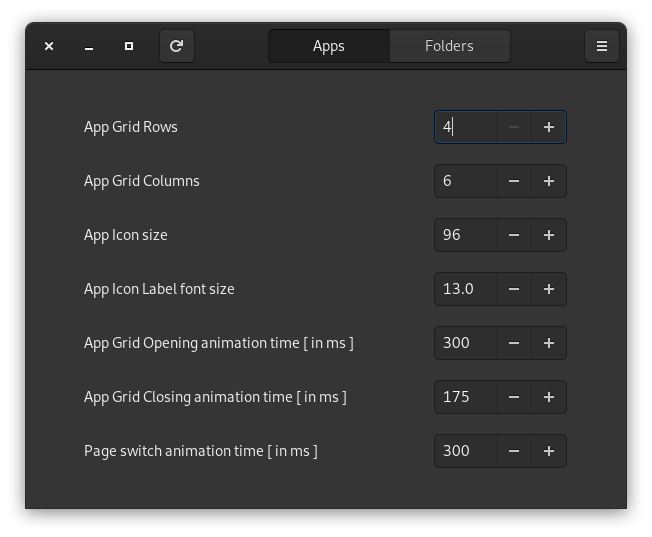 Apps Folders
App Grid Rows 4
App Grid Columns 6
App Icon size 96
App Icon Label font size 13.0
App Grid Opening animation time [ in ms ] 300
App Grid Closing animation time [ in ms ] 175
Page switch animation time [ in ms ] 300